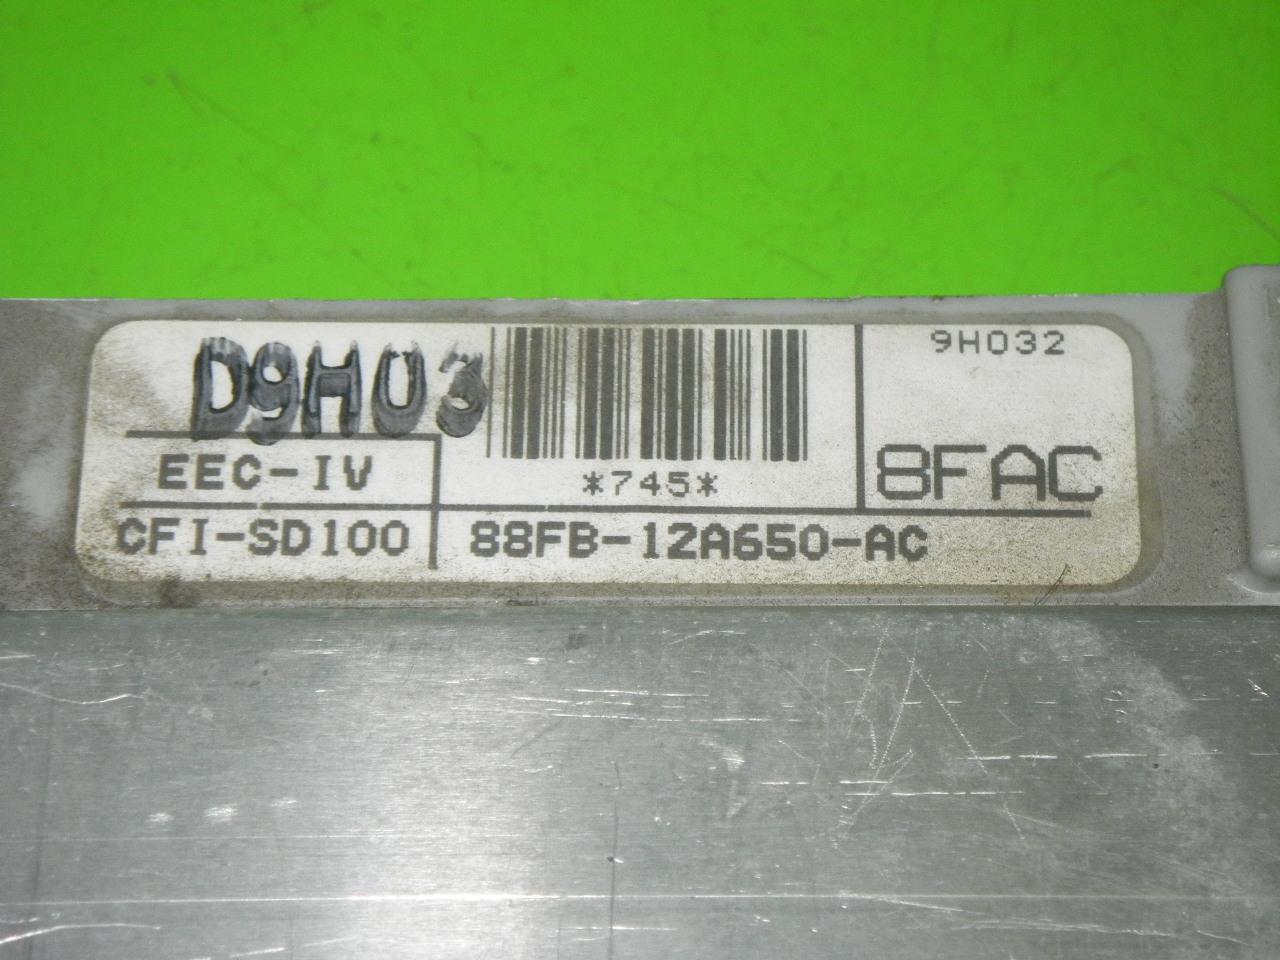 D9H03
9H032
EEC-IV
*745*
8FAC
CFI-SD100
88FB-12A650-AC